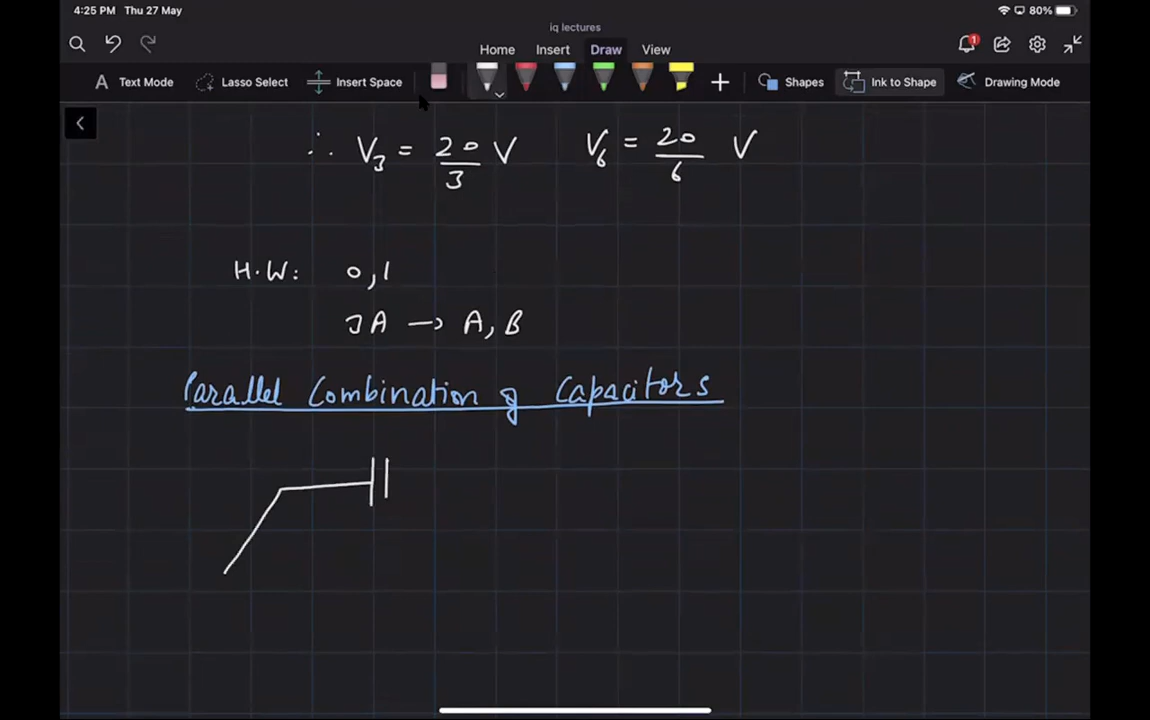 4:25 PM Thu 27 May 80%
iq lectures
Home Insert Draw View
1
A Text Mode Lasso Select Insert Space Shapes Ink to Shape Drawing Mode
∴ V₃ = 20/3 V V₆ = 20/6 V
H.W: 0,1
A → A, B
Parallel Combination of Capacitors